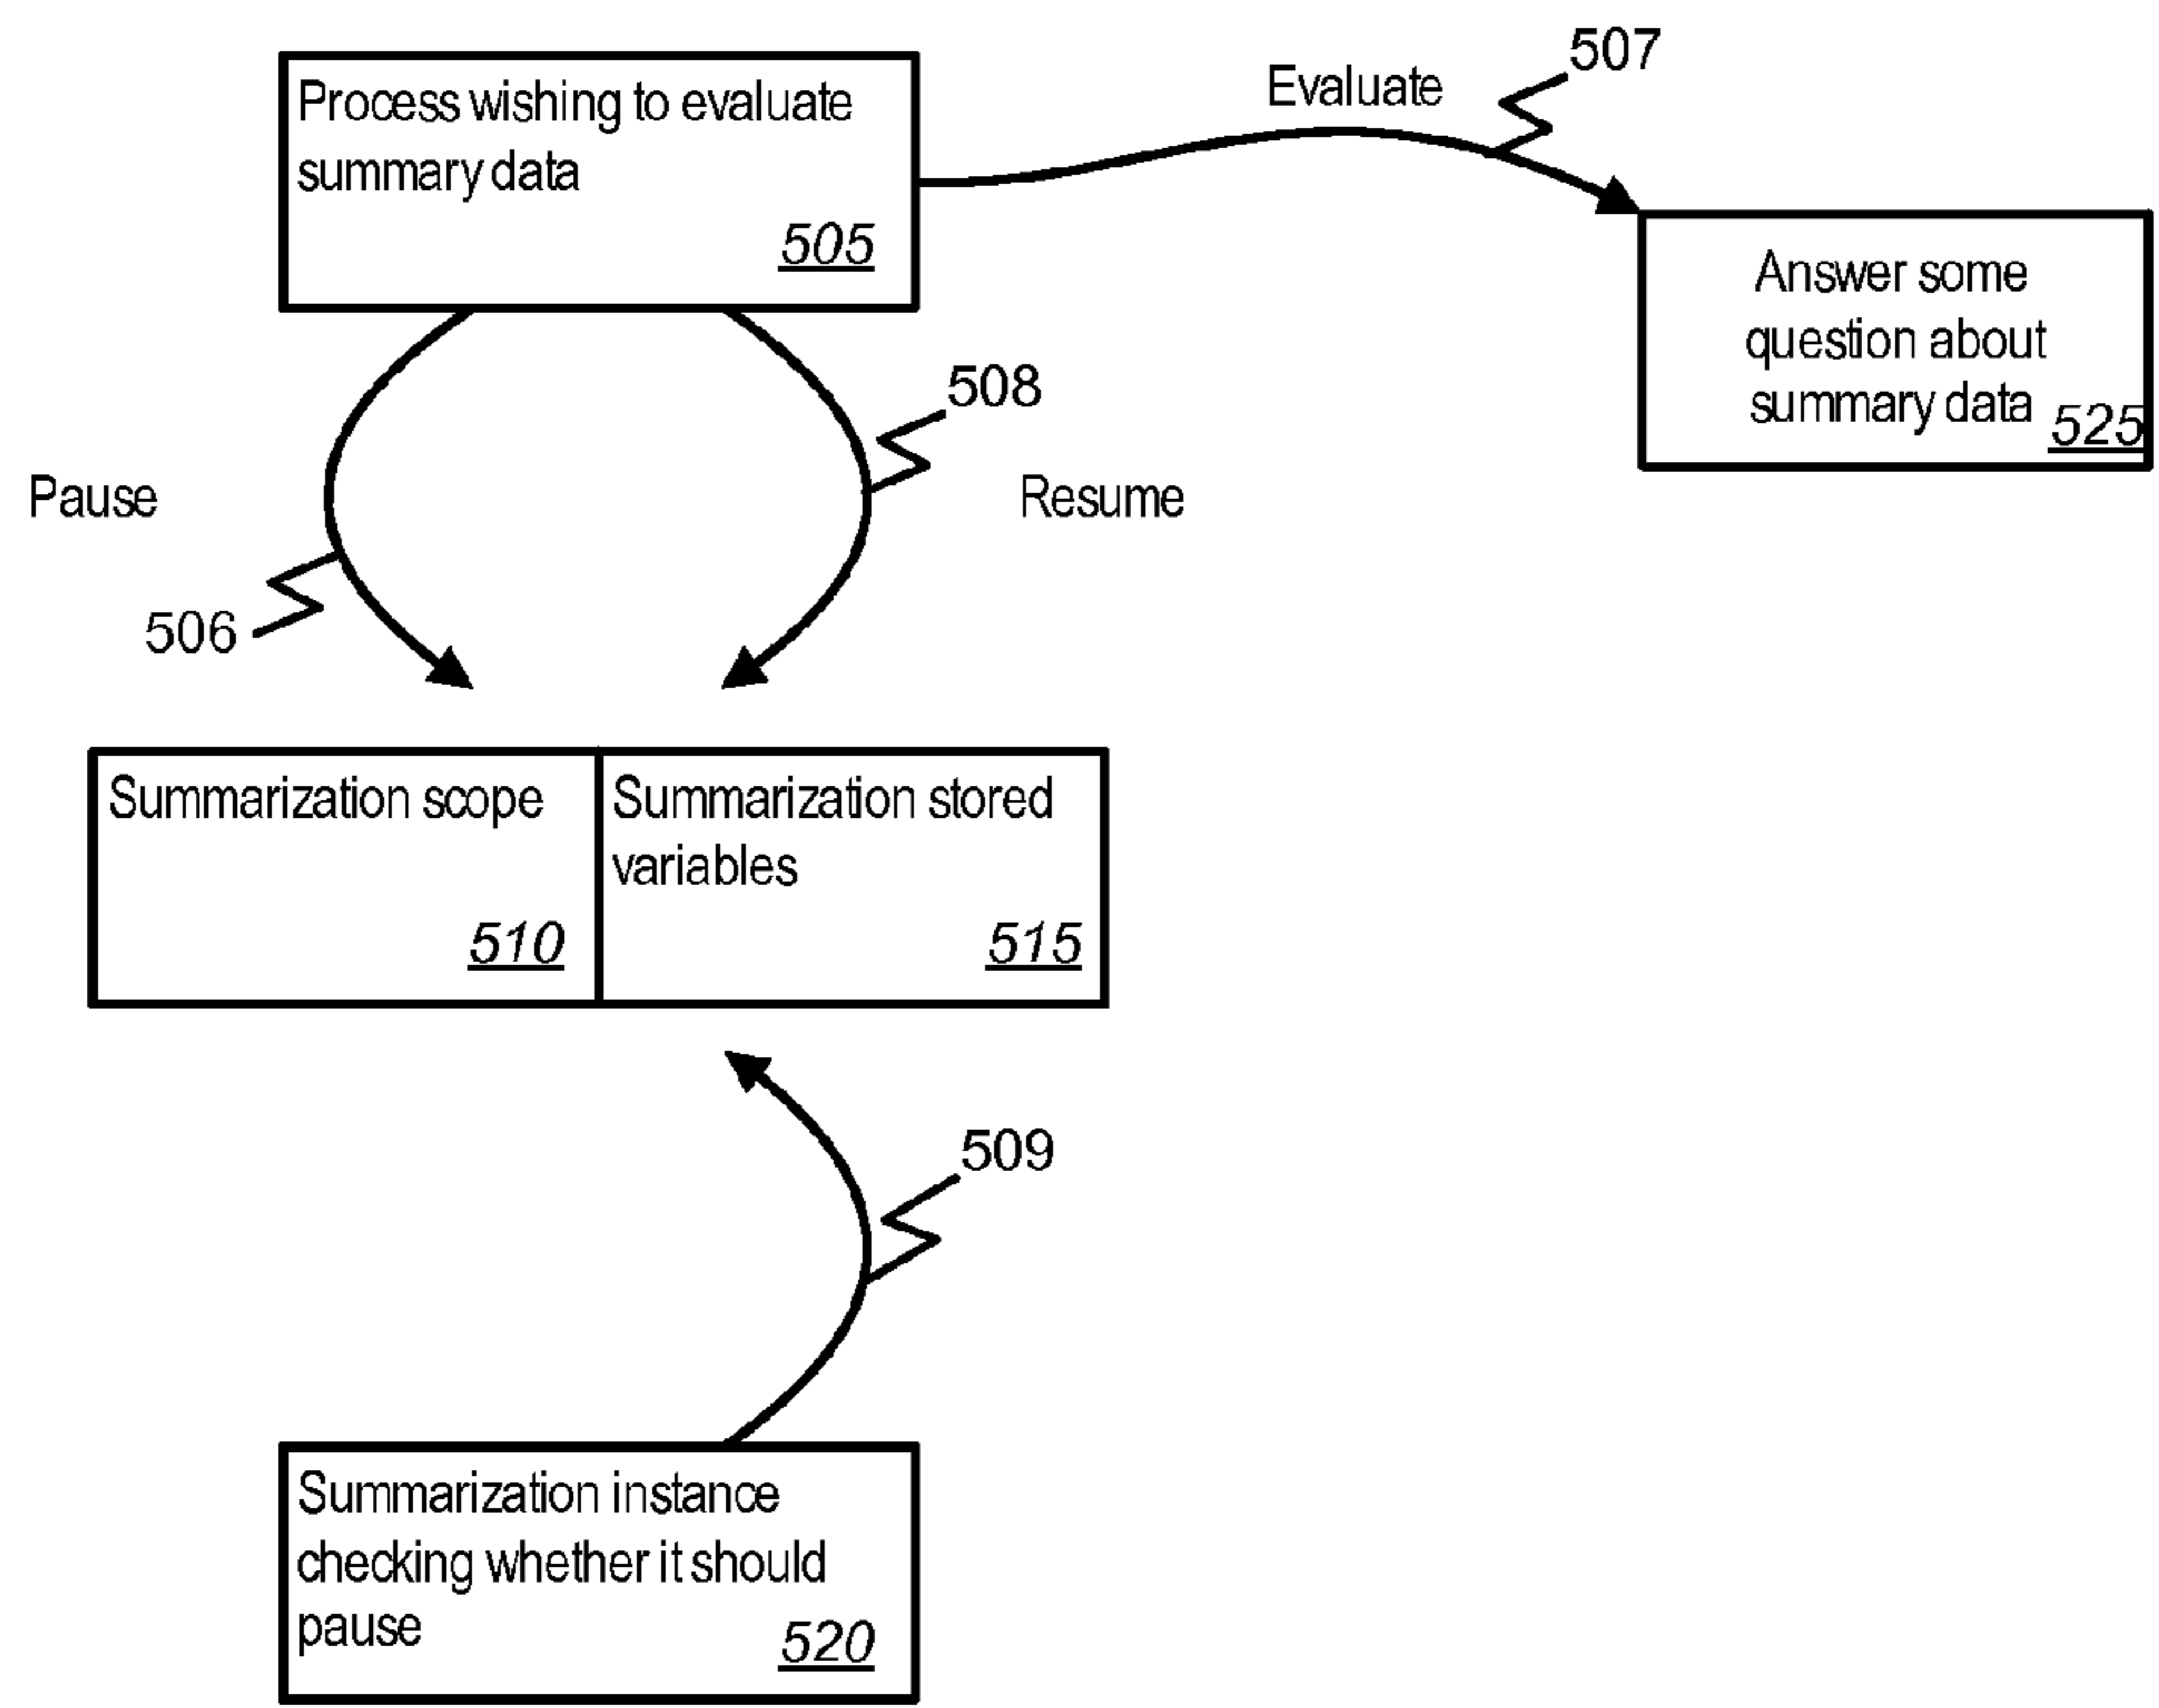 507
Evaluate
Process wishing to evaluate
summary data
505
Answer some
question about
summary data
525
508
Pause
Resume
506
Summarization scope
510
Summarization stored
variables
515
509
Summarization instance
checking whether it should
pause
520